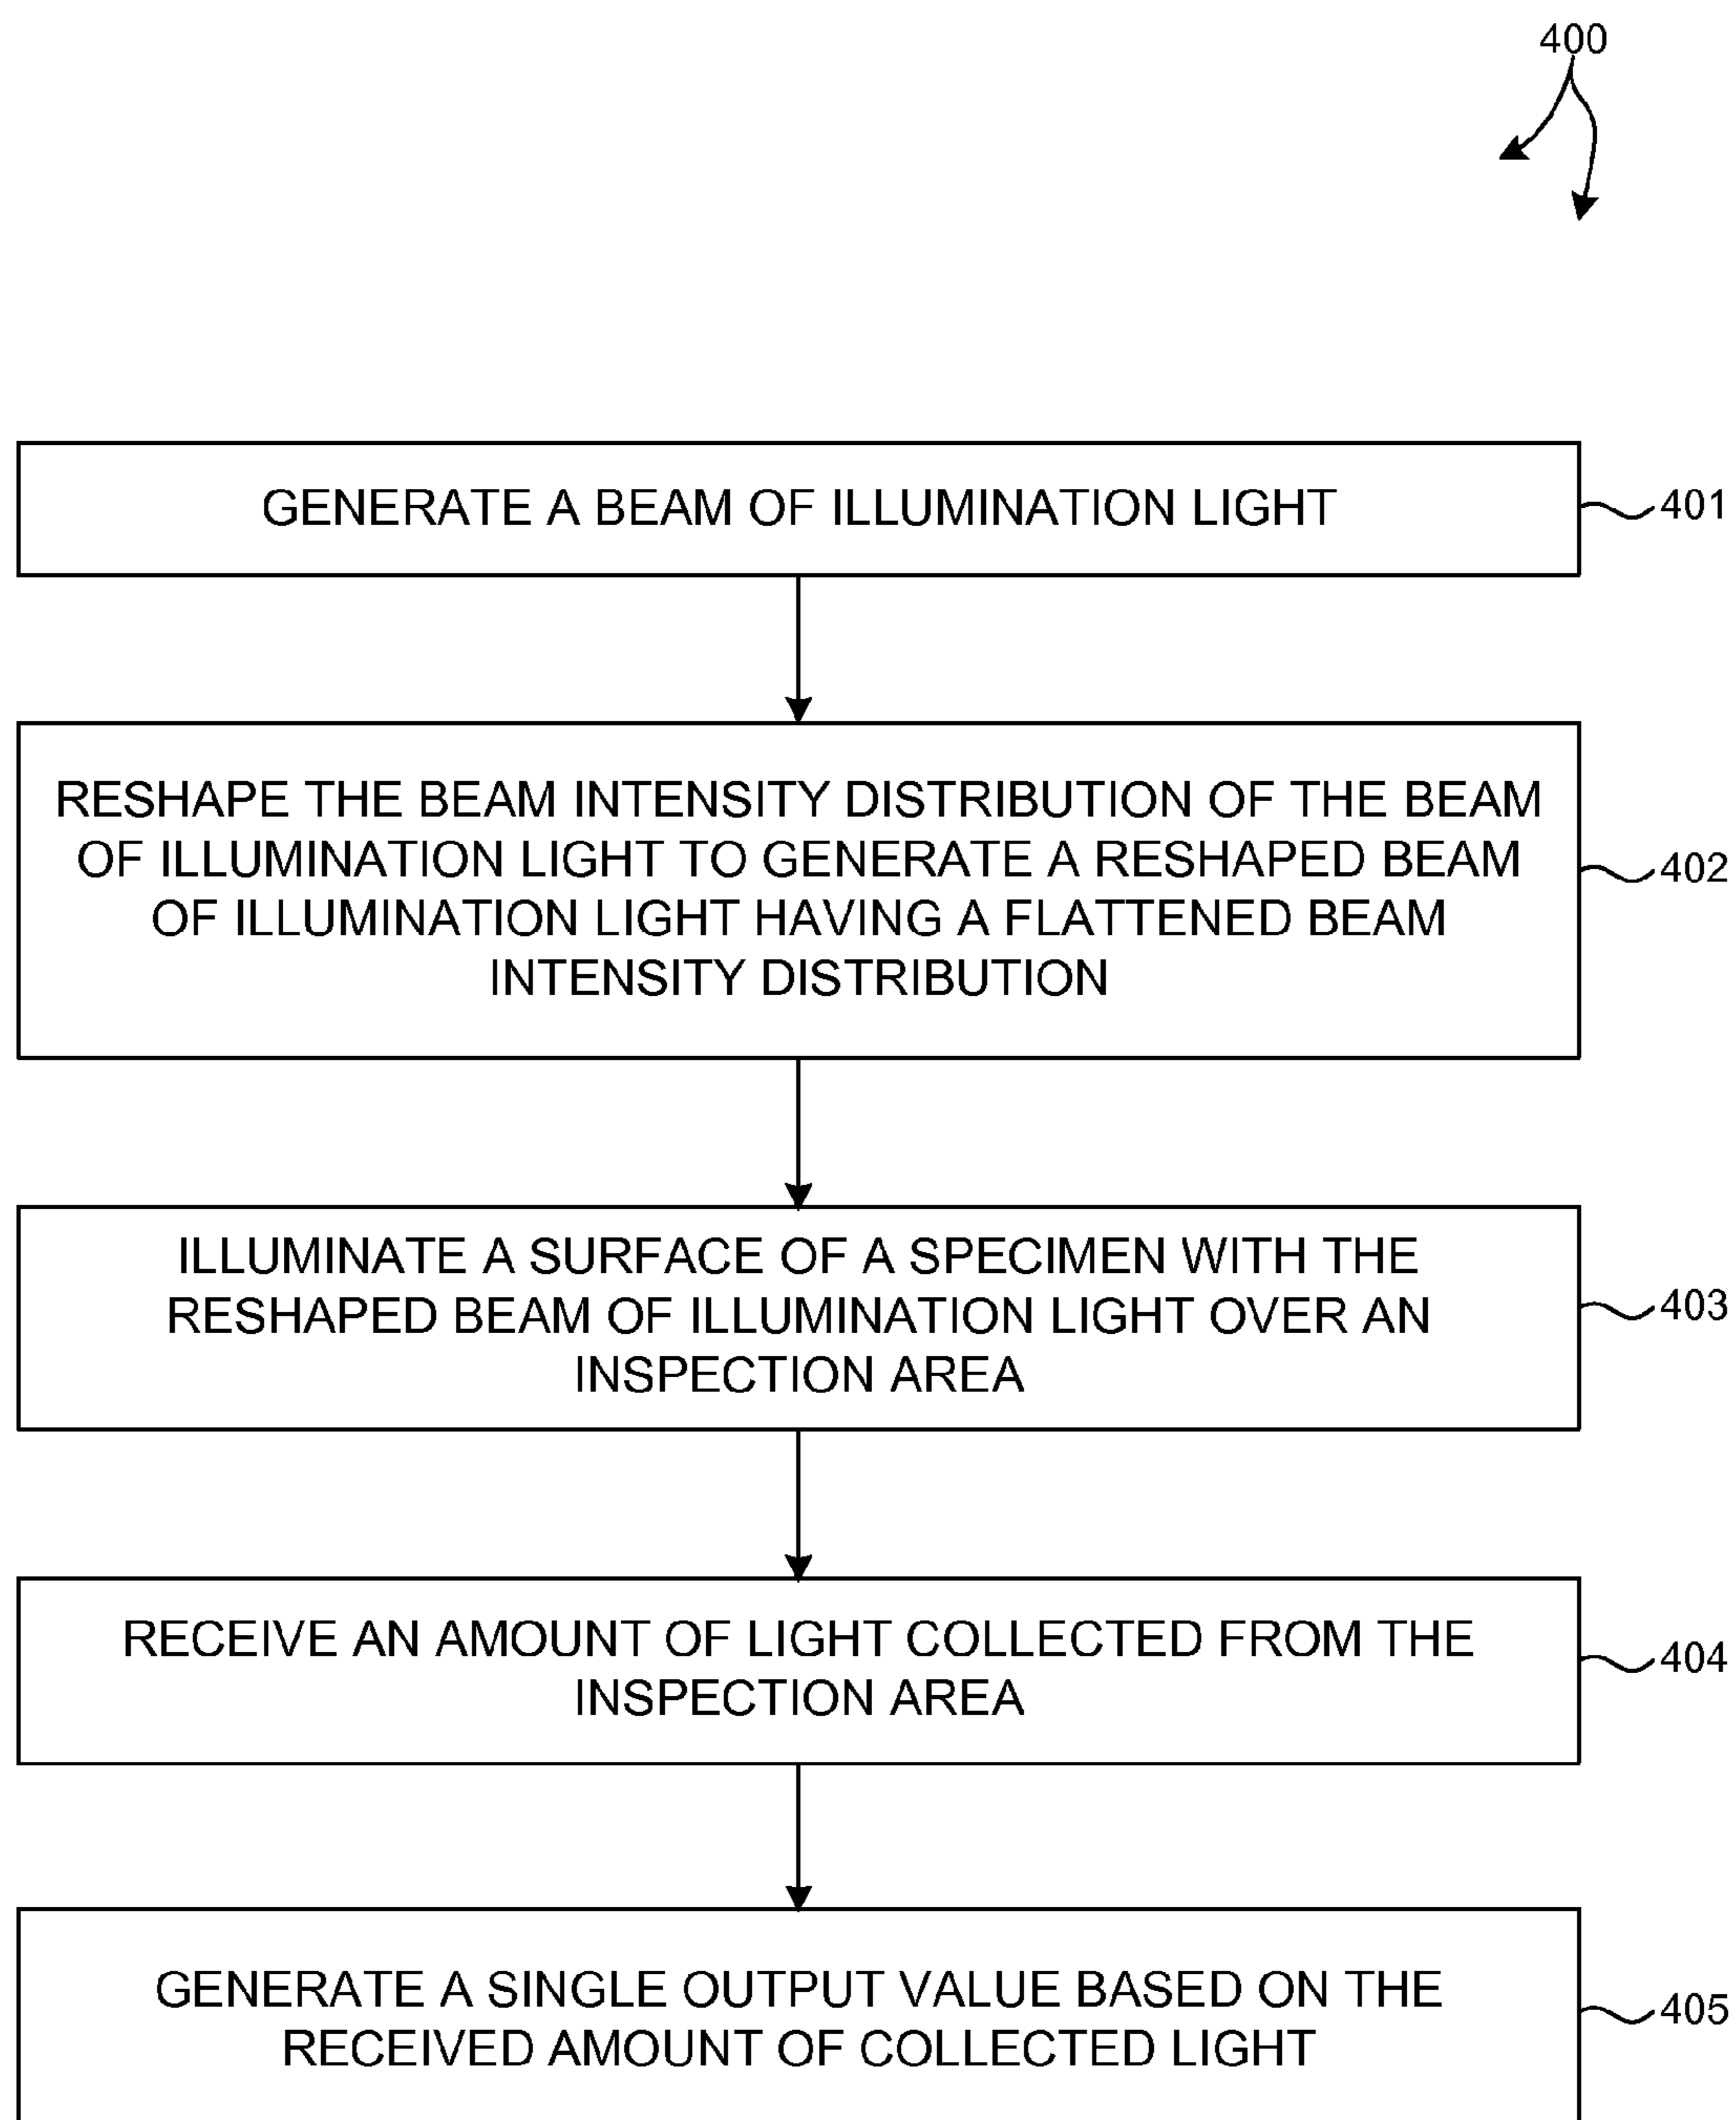 400
GENERATE A BEAM OF ILLUMINATION LIGHT
401
RESHAPE THE BEAM INTENSITY DISTRIBUTION OF THE BEAM
OF ILLUMINATION LIGHT TO GENERATE A RESHAPED BEAM
OF ILLUMINATION LIGHT HAVING A FLATTENED BEAM
INTENSITY DISTRIBUTION
402
ILLUMINATE A SURFACE OF A SPECIMEN WITH THE
RESHAPED BEAM OF ILLUMINATION LIGHT OVER AN
INSPECTION AREA
403
RECEIVE AN AMOUNT OF LIGHT COLLECTED FROM THE
INSPECTION AREA
404
GENERATE A SINGLE OUTPUT VALUE BASED ON THE
RECEIVED AMOUNT OF COLLECTED LIGHT
405